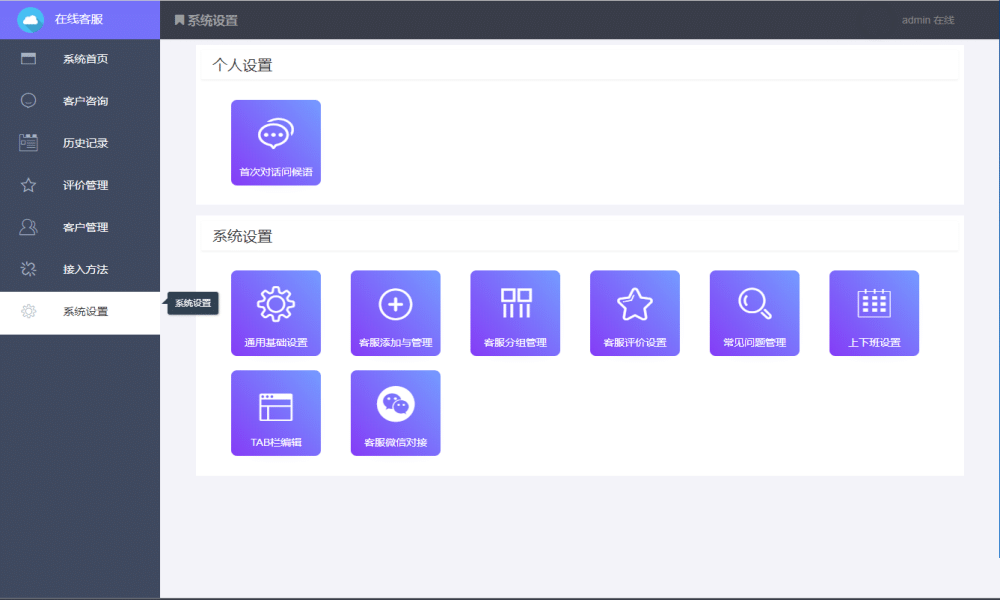 在线客服
系统设置
admin 在线
系统首页
客户咨询
历史记录
评价管理
客户管理
接入方法
系统设置
系统设置
个人设置
首次对话问候语
系统设置
通用基础设置
客服添加与管理
客服分组管理
客服评价设置
常见问题管理
上下班设置
TAB栏编辑
客服微信对接